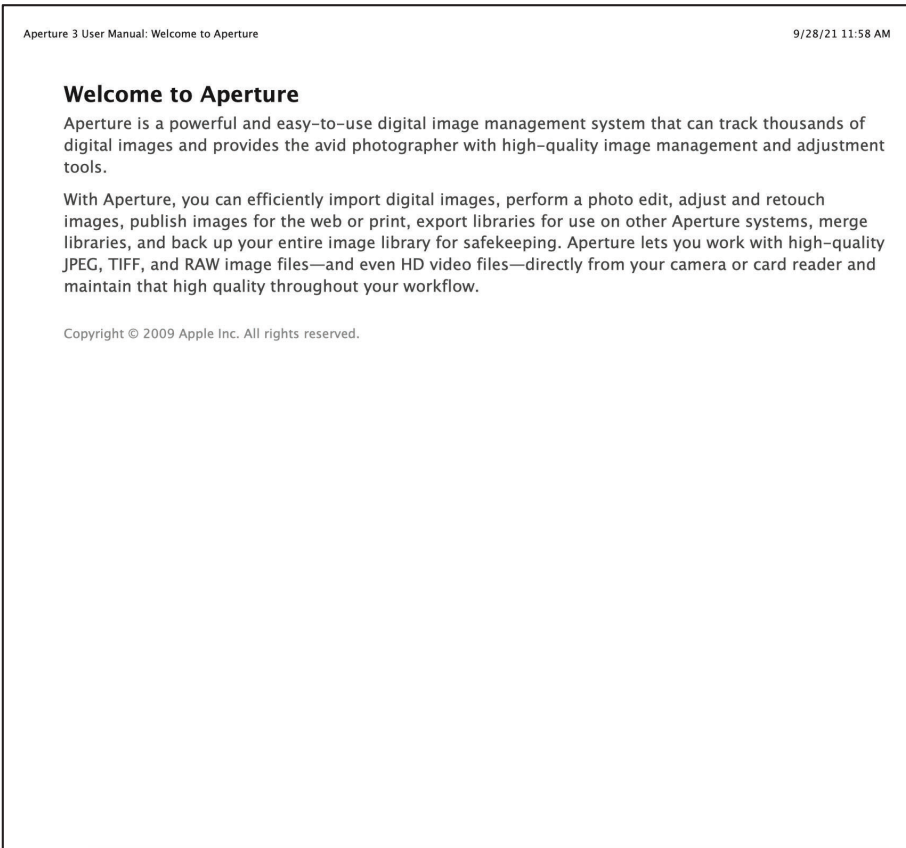 Aperture 3 User Manual: Welcome to Aperture
9/28/21 11:58 AM
Welcome to Aperture
Aperture is a powerful and easy-to-use digital image management system that can track thousands of
digital images and provides the avid photographer with high-quality image management and adjustment
tools.
With Aperture, you can efficiently import digital images, perform a photo edit, adjust and retouch
images, publish images for the web or print, export libraries for use on other Aperture systems, merge
libraries, and back up your entire image library for safekeeping. Aperture lets you work with high-quality
JPEG, TIFF, and RAW image files—and even HD video files—directly from your camera or card reader and
maintain that high quality throughout your workflow.
Copyright © 2009 Apple Inc. All rights reserved.